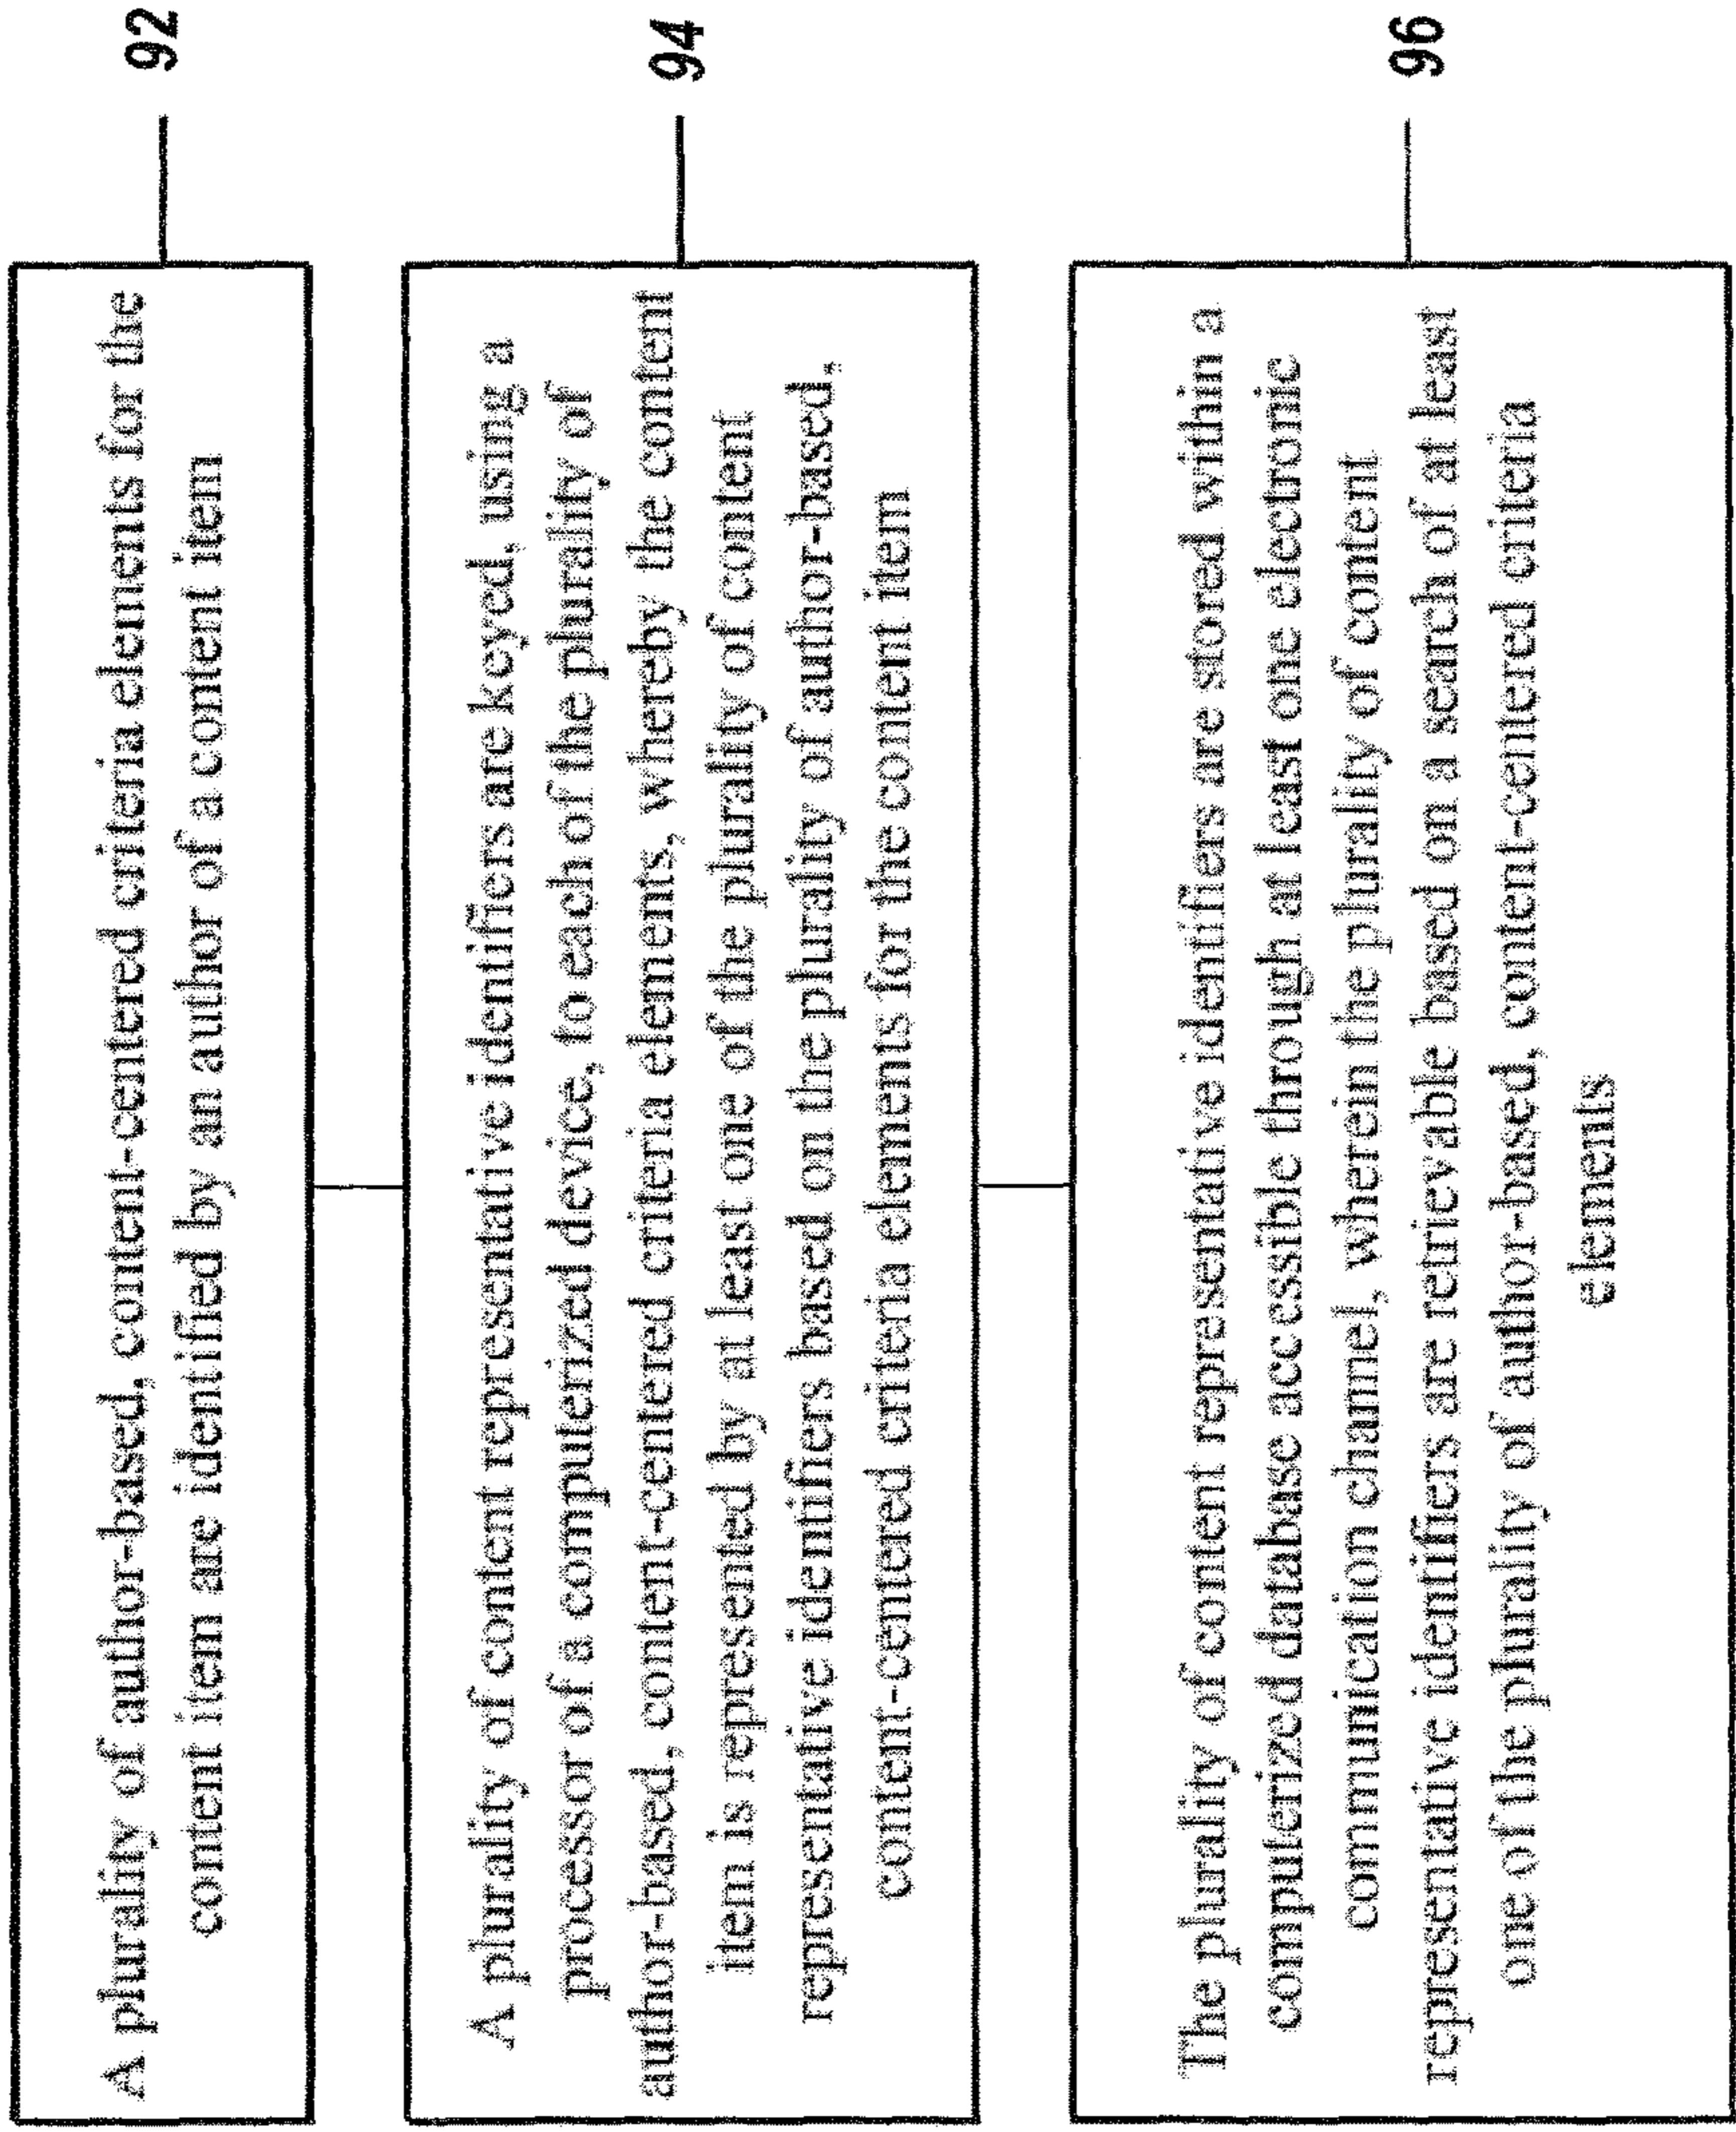 A plurality of author-based, content-centered criteria elements for the
content item are identified by an author of a content item
92
A plurality of content representative identifiers are keyed, using a
processor of a computerized device, to each of the plurality of
author-based, content-centered criteria elements, whereby the content
item is represented by at least one of the plurality of content
representative identifiers based on the plurality of author-based,
content-centered criteria elements for the content item
94
The plurality of content representative identifiers are stored within a
computerized database accessible through at least one electronic
communication channel, wherein the plurality of content
representative identifiers are retrievable based on a search of at least
one of the plurality of author-based, content-centered criteria
elements
96